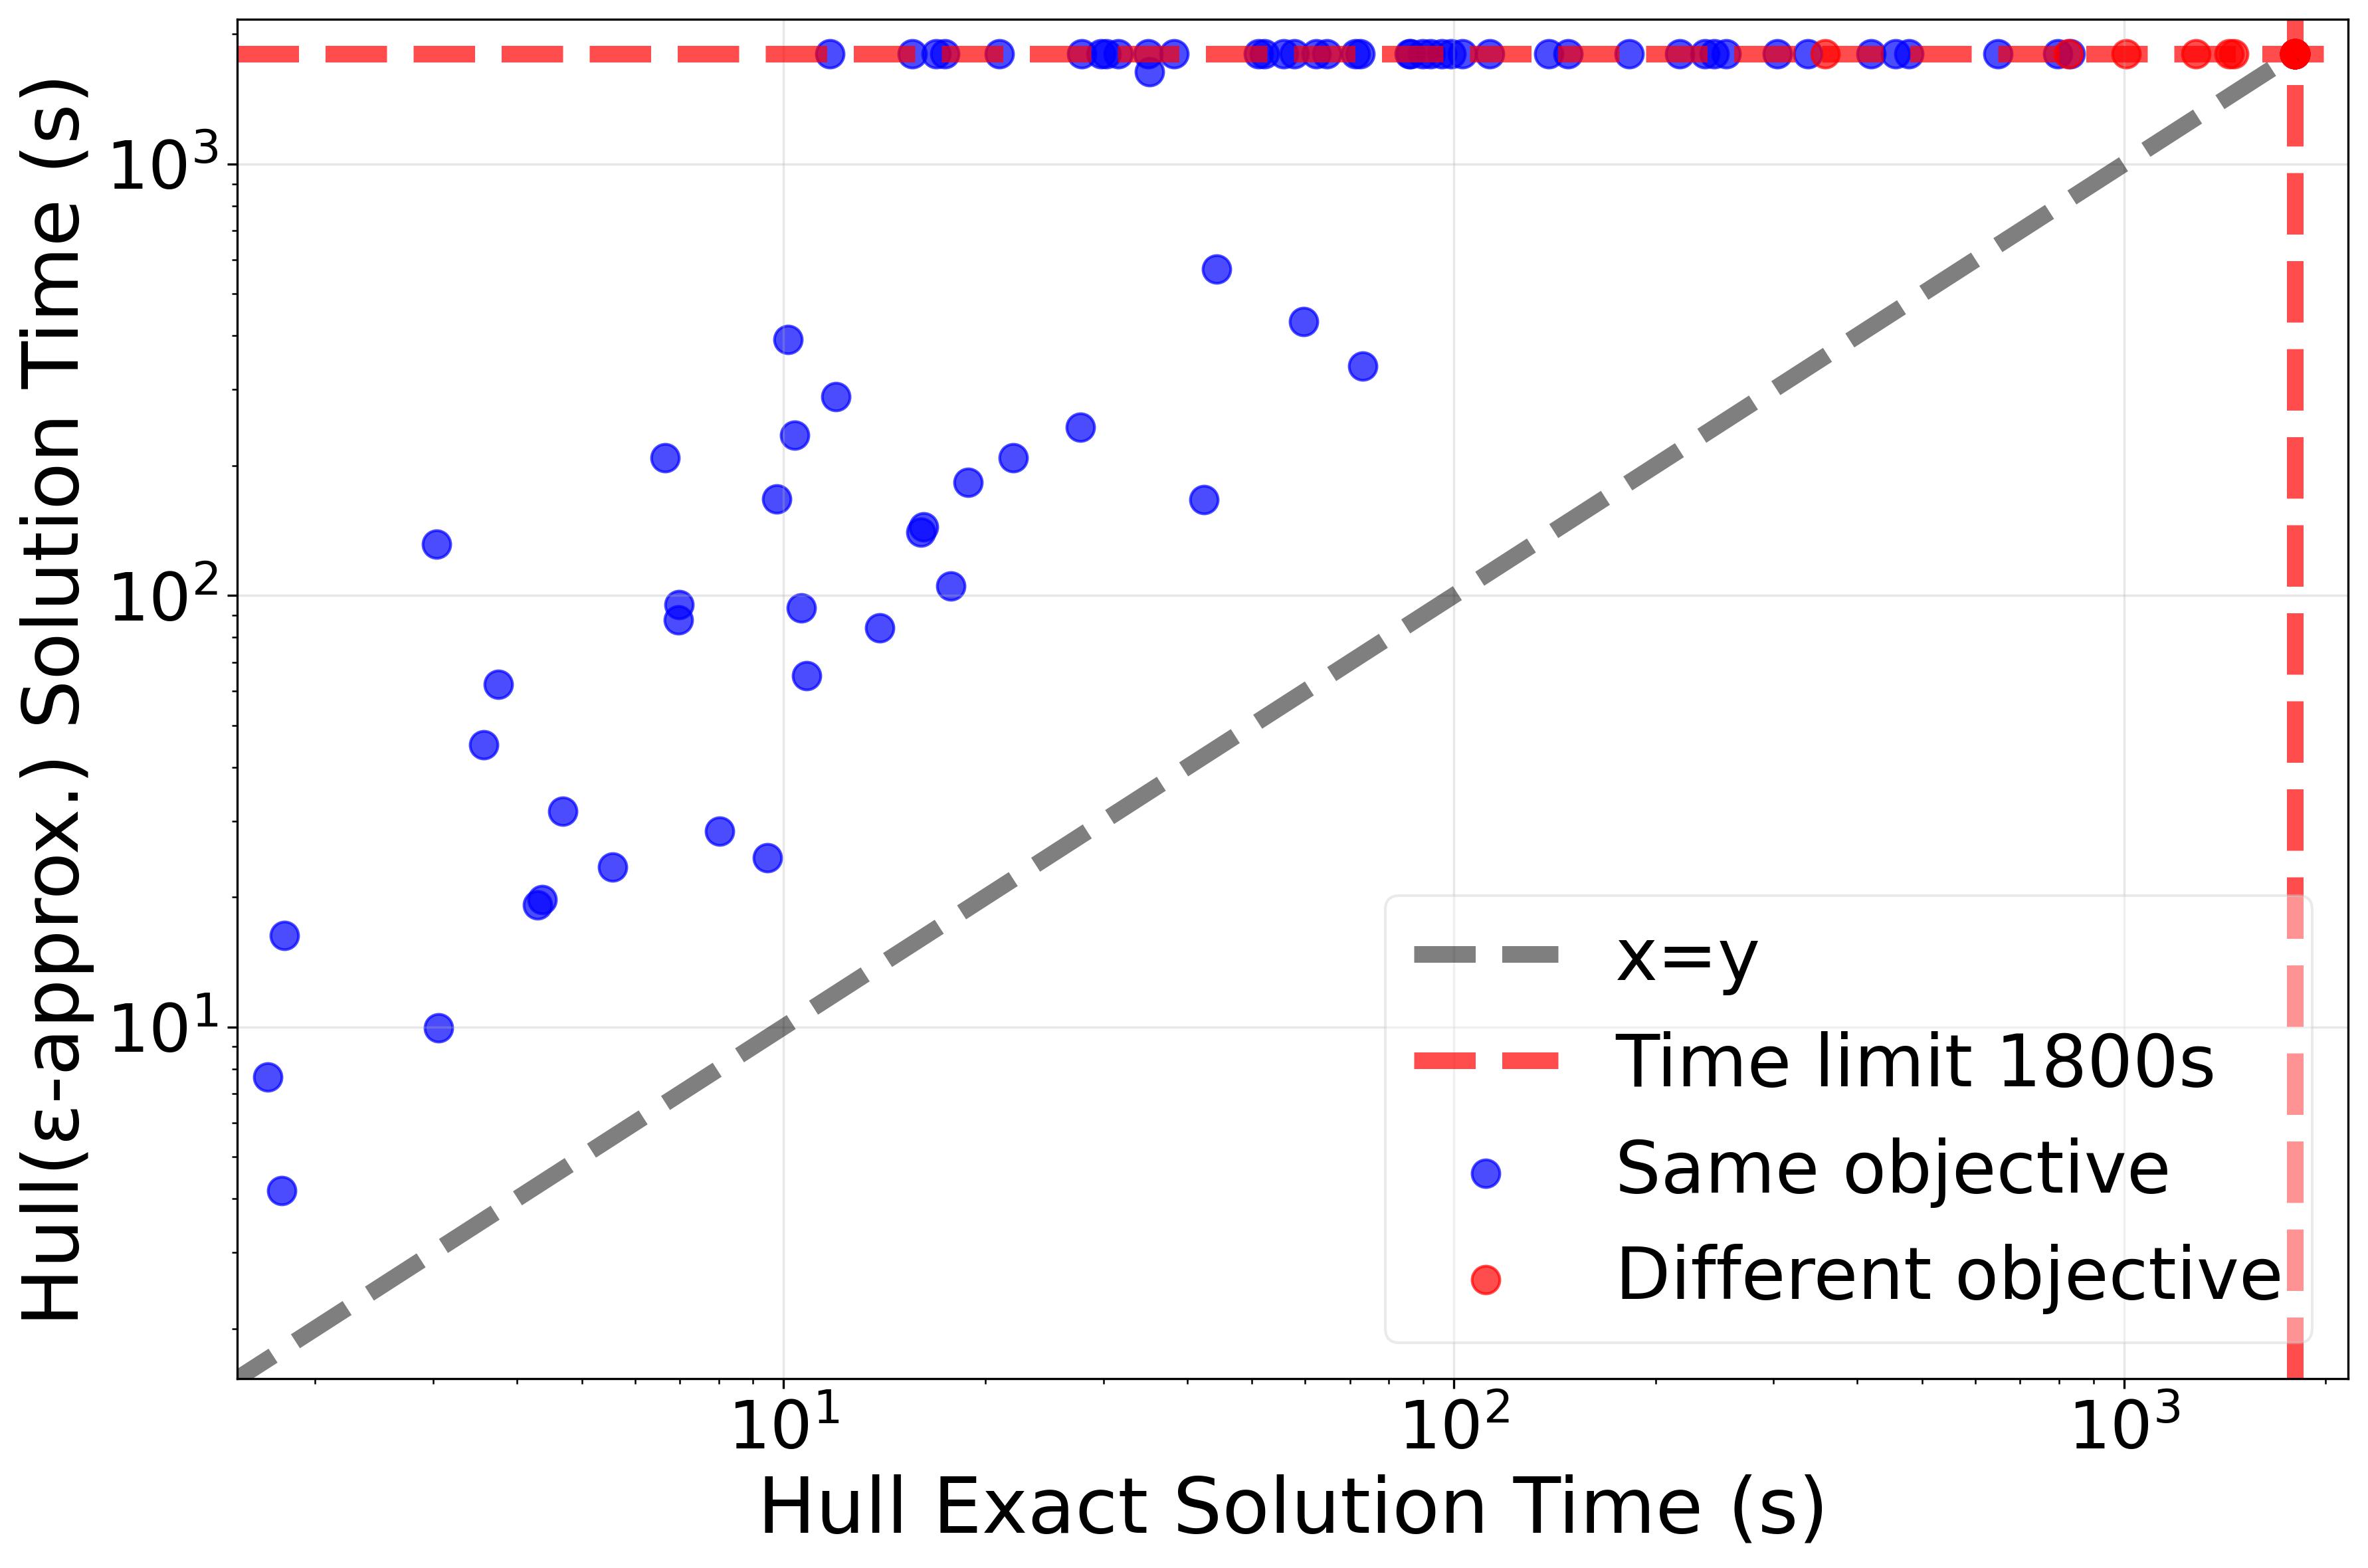 Hull(ε-approx.) Solution Time (s)
10³
10²
10¹
x=y
Time limit 1800s
Same objective
Different objective
10¹
10²
10³
Hull Exact Solution Time (s)